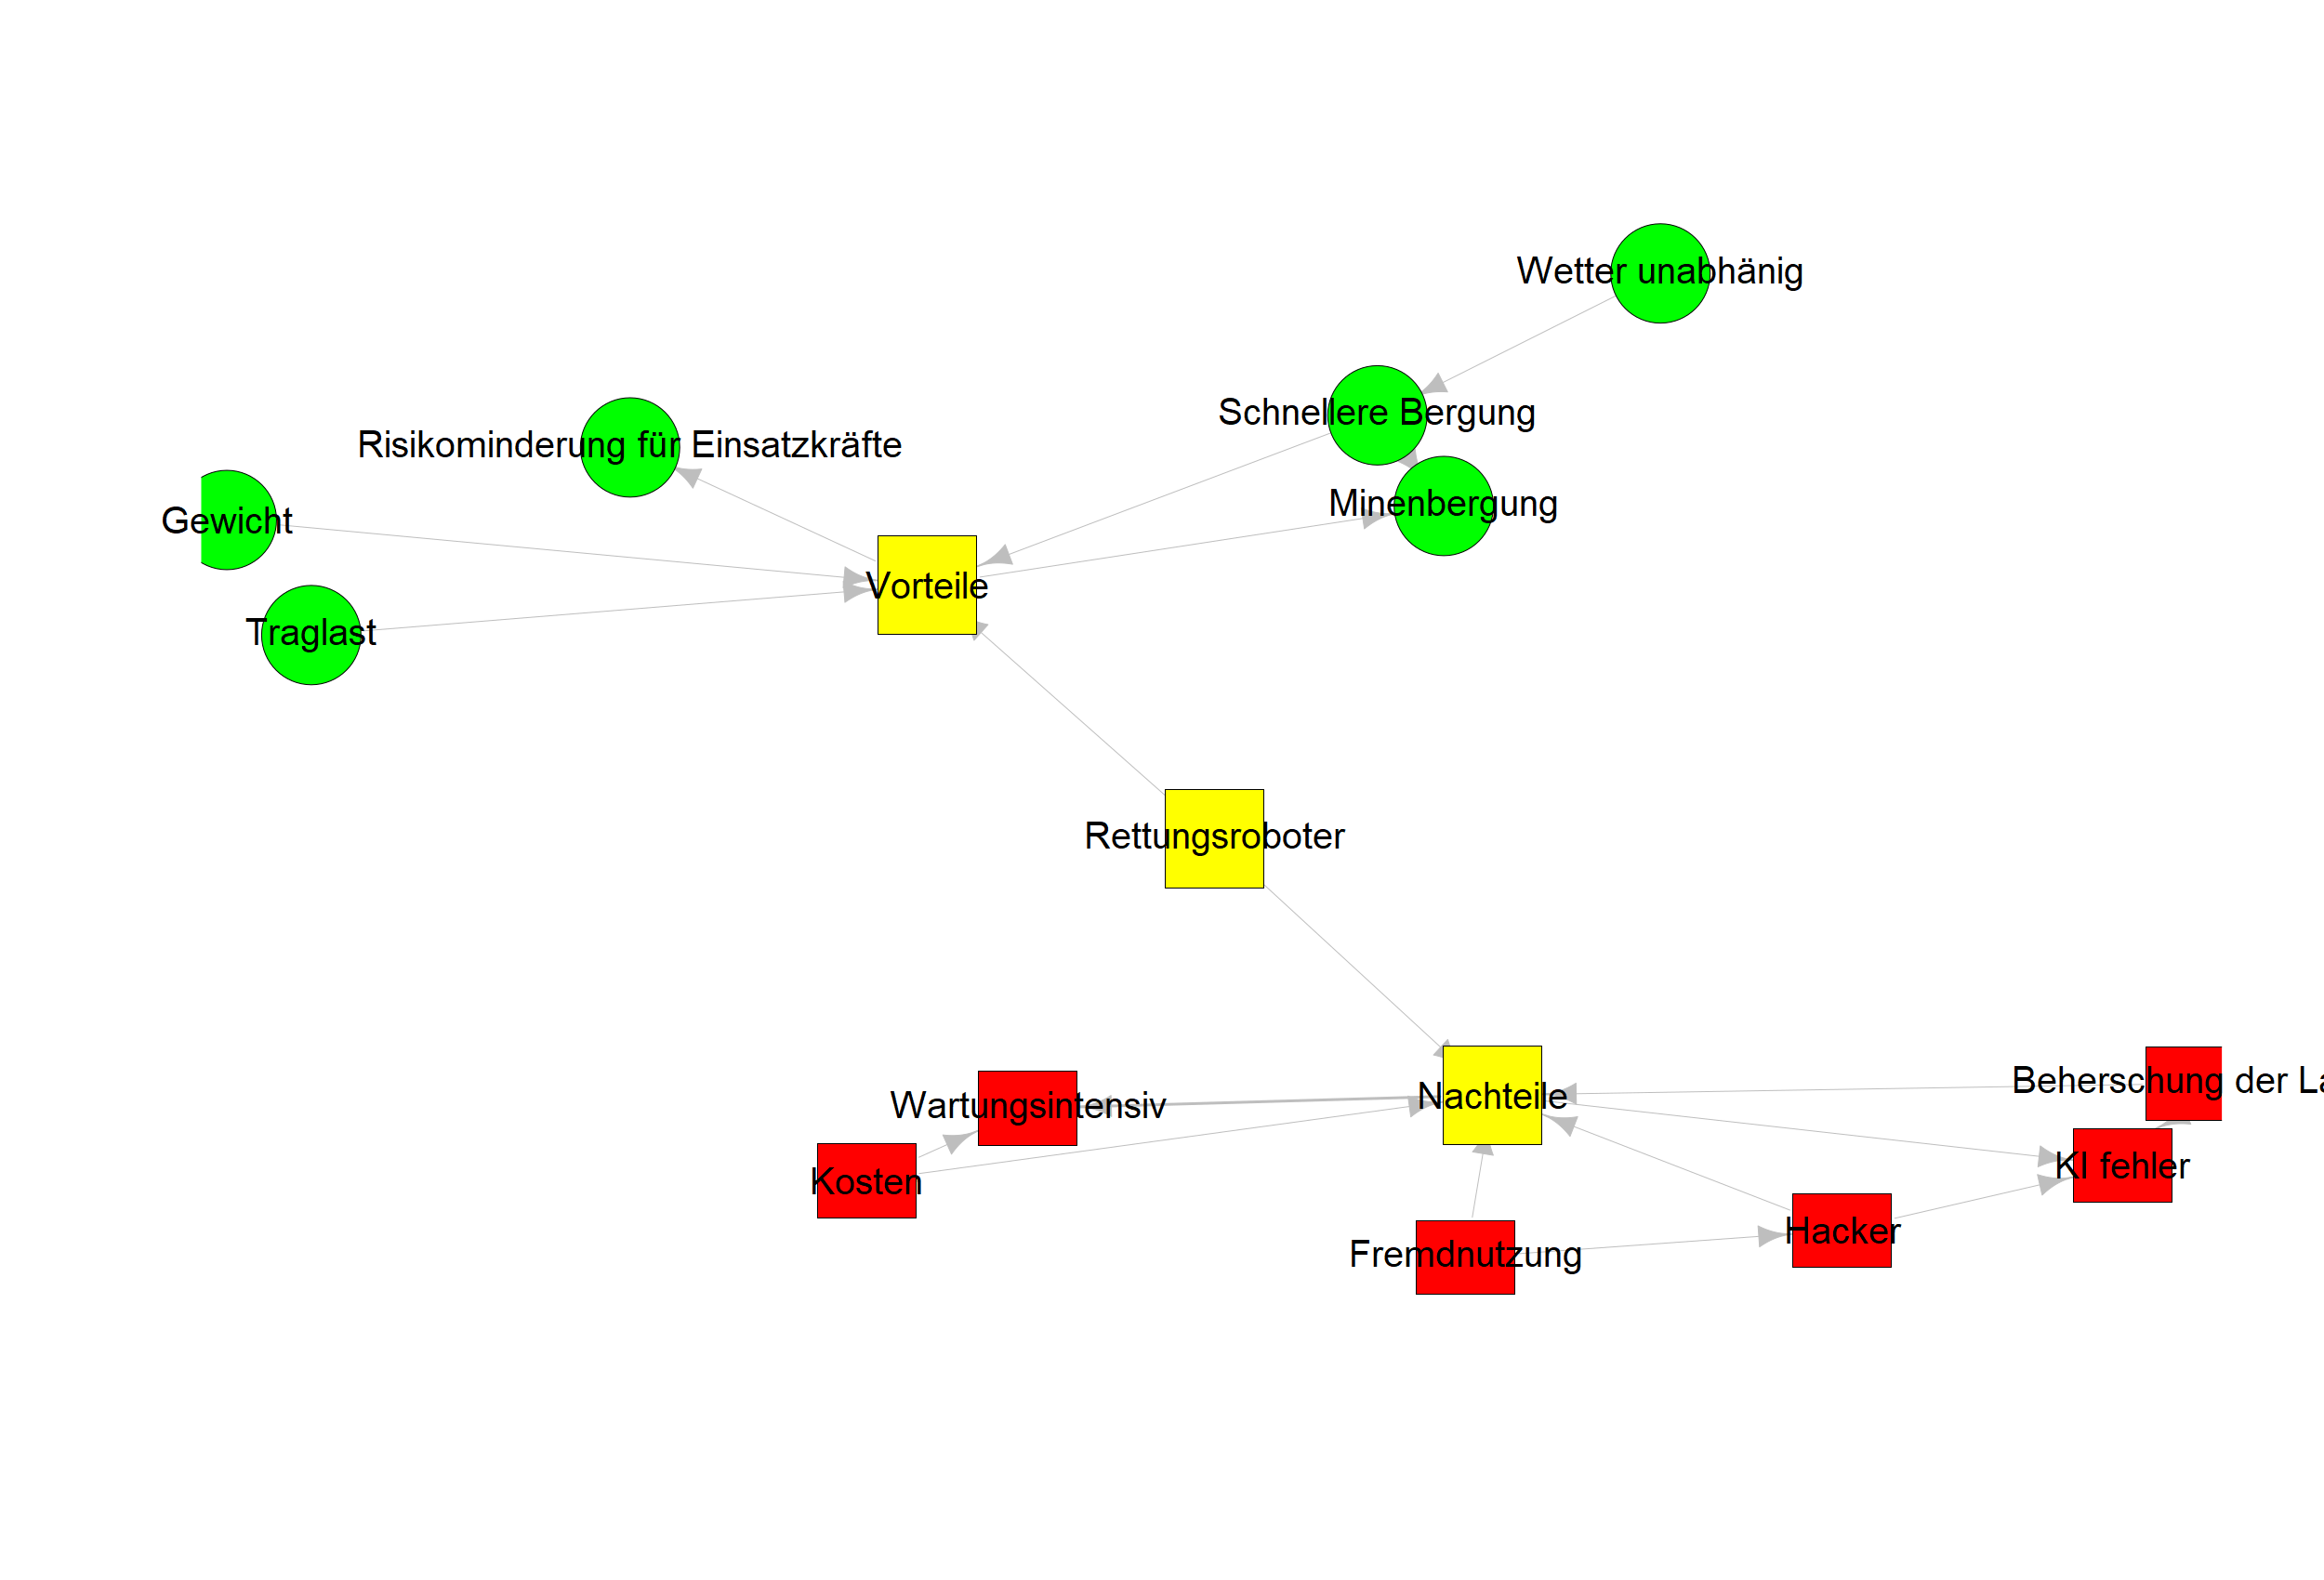 Wetter unabhänig
Schnellere Bergung
Risikominderung für Einsatzkräfte
Minenbergung
Gewicht
Vorteile
Traglast
Rettungsroboter
Beherschung der La
Nachteile
Wartungsintensiv
KI fehler
Kosten
Hacker
Fremdnutzung